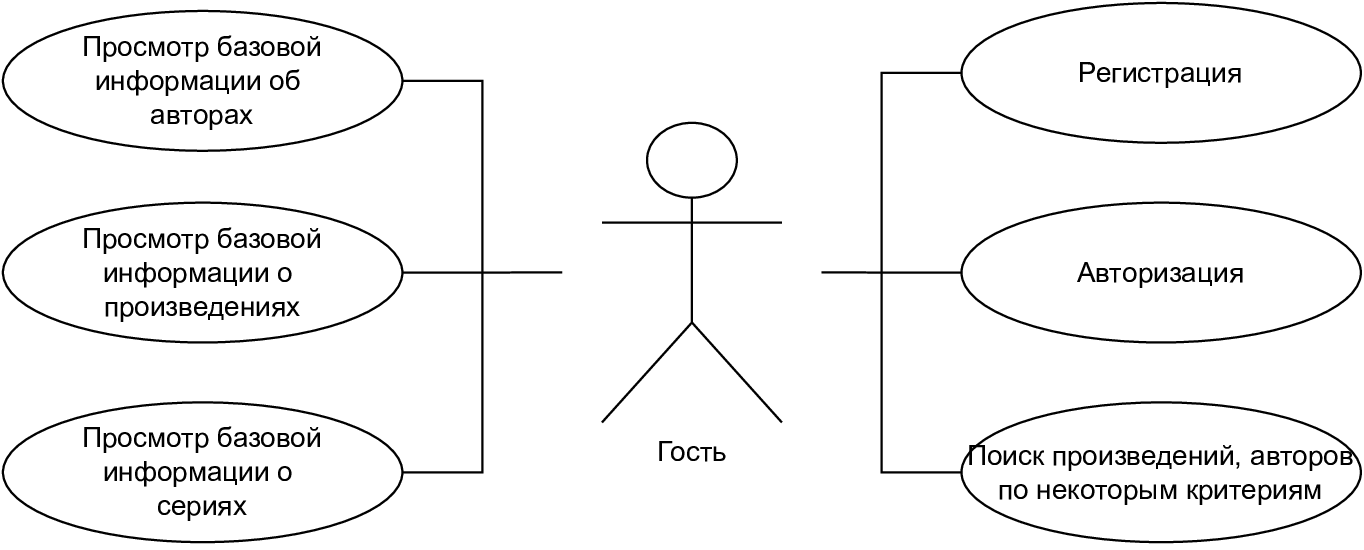 Просмотр базовой
информации об
авторах
Просмотр базовой
информации о
произведениях
Просмотр базовой
информации о
сериях
Гость
Регистрация
Авторизация
Поиск произведений, авторов
по некоторым критериям